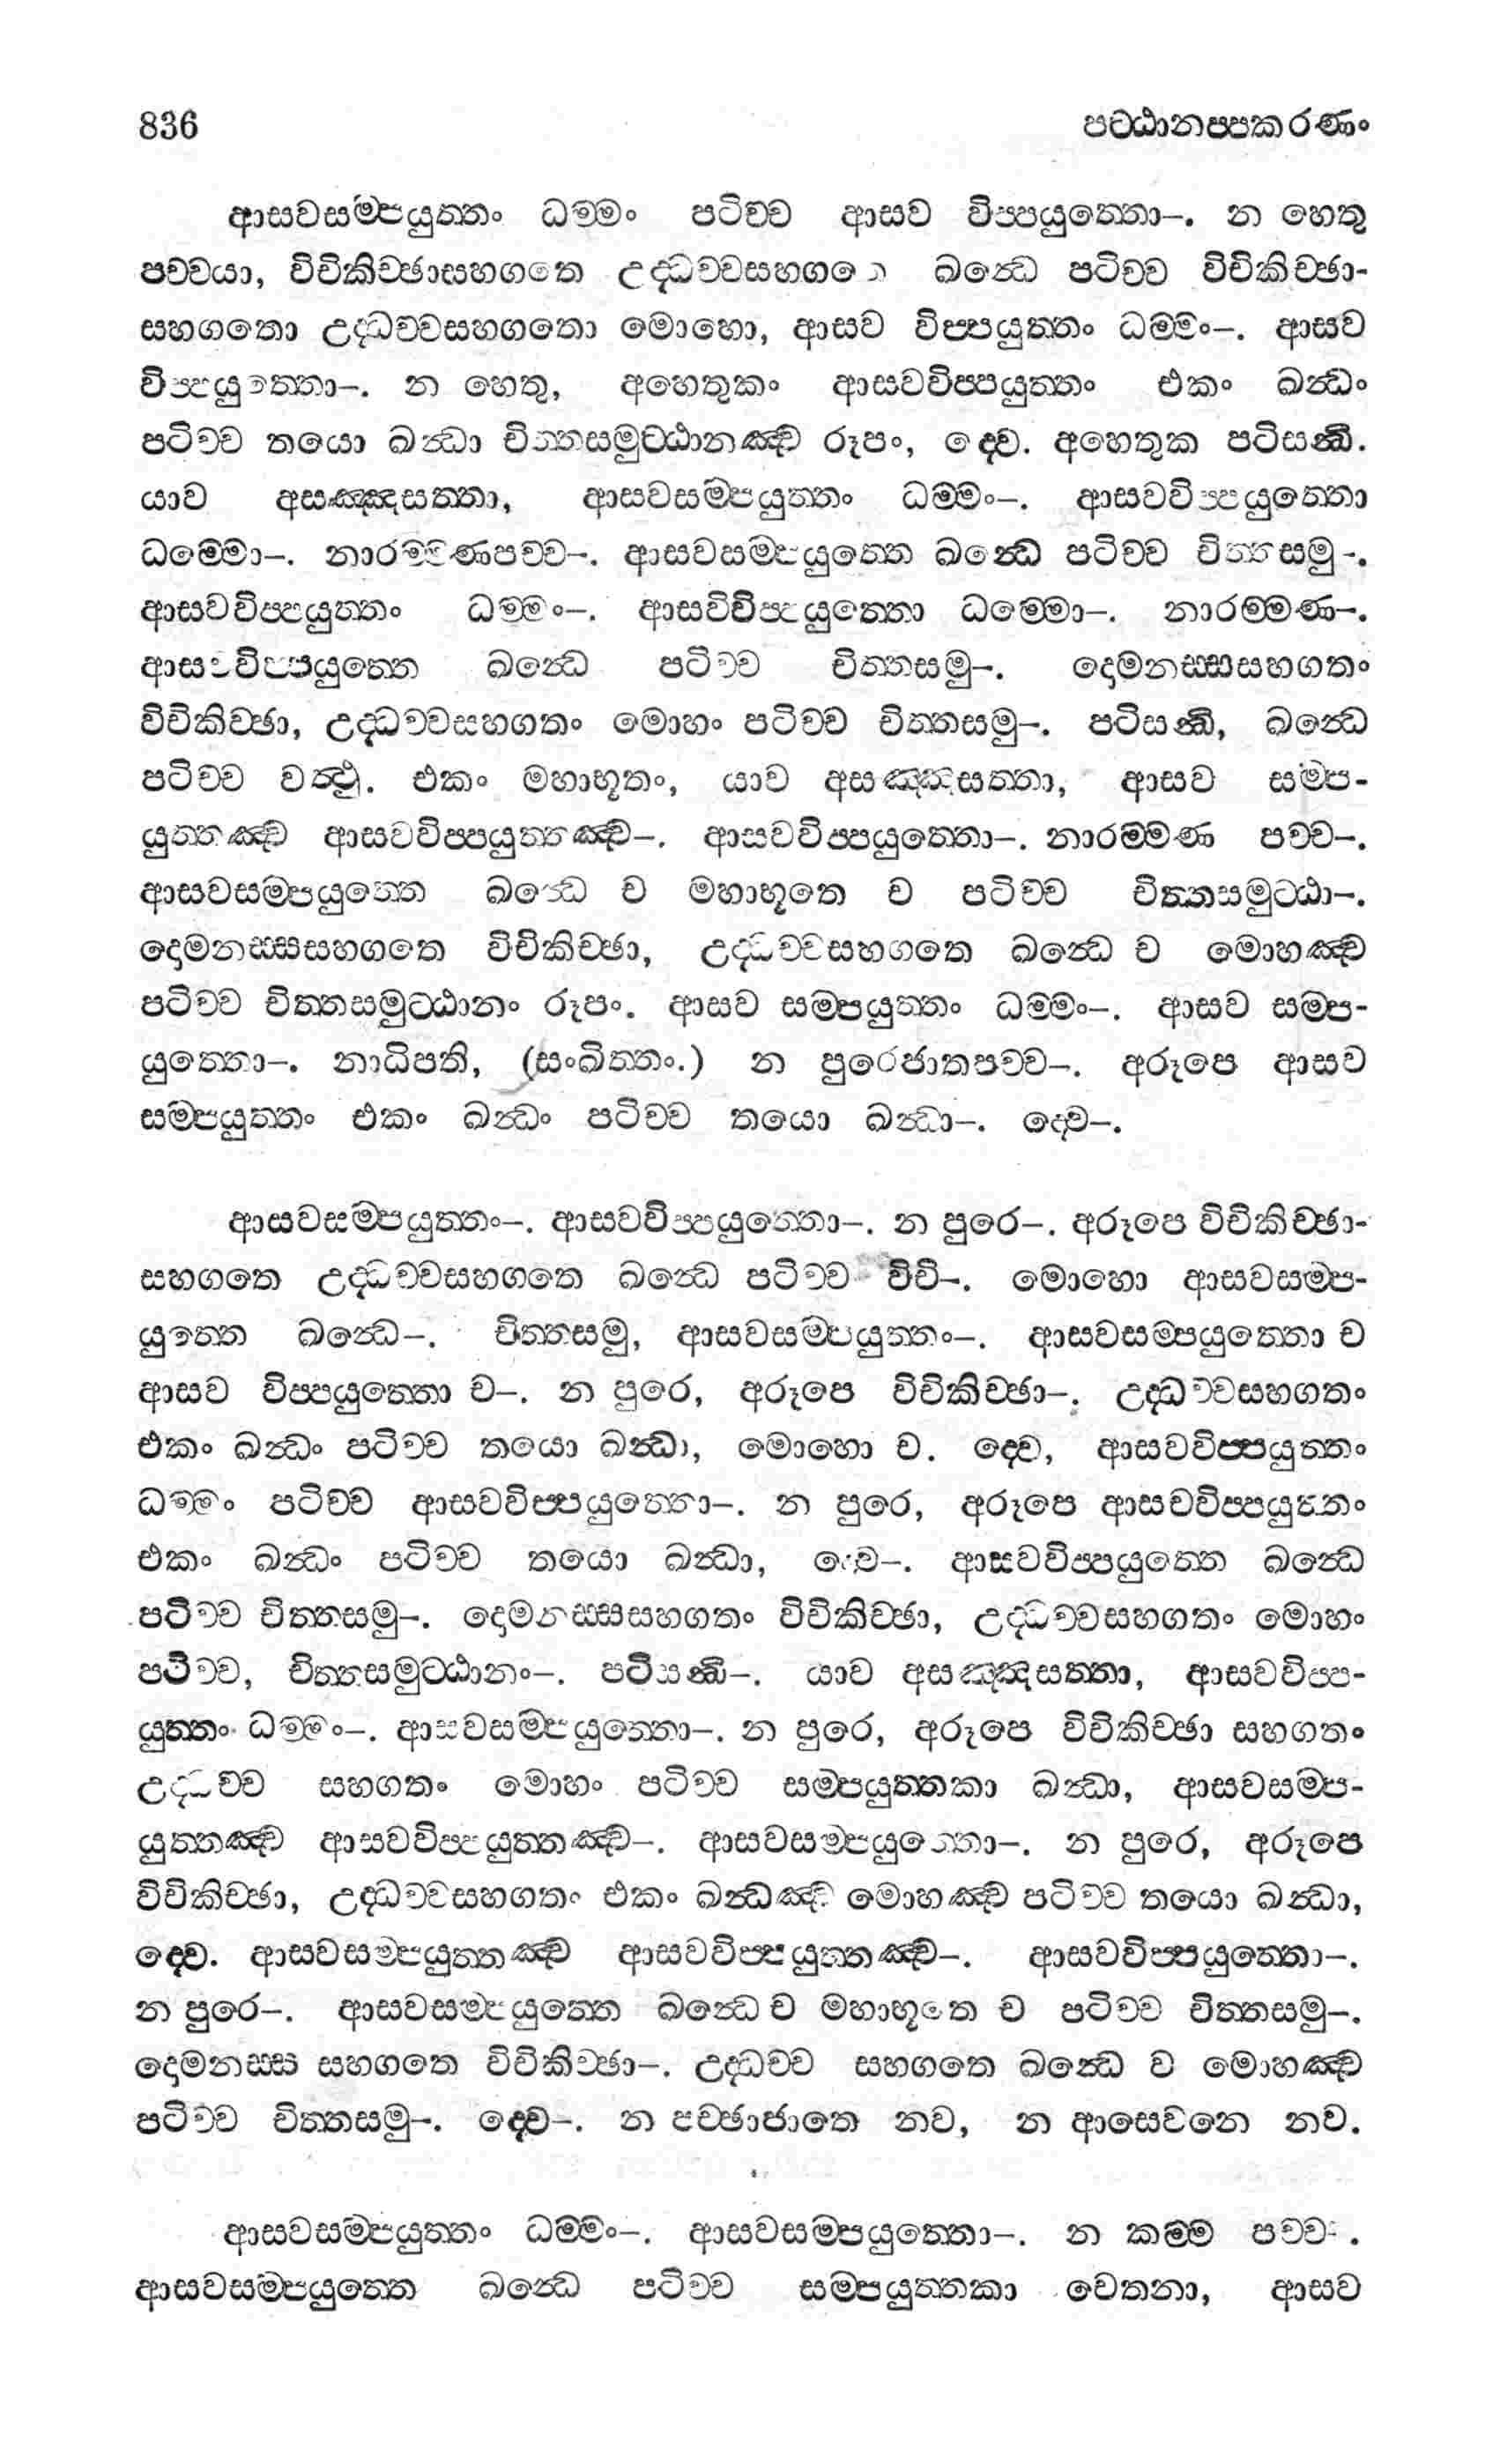 836 පට්ඨානප්පකරණං
ආසවසම්පයුත්තං ධම්මං පටිච්ච ආසව විප්පයුත්තො–. න හෙතු
පච්චයා, විචිකිච්ඡාසහගතෙ උද්ධච්චසහගතෙ ඛන්ධෙ පටිච්ච විචිකිච්ඡා-
සහගතො උද්ධච්චසහගතො මොහො, ආසව විප්පයුත්තං ධම්මං–. ආසව
විප්පයුත්තො–. න හෙතු, අහෙතුකං ආසවවිප්පයුත්තං එකං ඛන්ධං
පටිච්ච තයො ඛන්ධා චිත්තසමුට්ඨානඤ්ච රූපං, ද්වෙ. අහෙතුක පටිසන්ධි.
යාව අසඤ්ඤසත්තා, ආසවසම්පයුත්තං ධම්මං–. ආසවවිප්පයුත්තො
ධම්මො–. නාරම්මණපච්ච–. ආසවසම්පයුත්තෙ ඛන්ධෙ පටිච්ච චිත්තසමු–.
ආසවවිප්පයුත්තං ධම්මං–. ආසවිවිප්පයුත්තො ධම්මො–. නාරම්මණ–.
ආසවවිප්පයුත්තෙ ඛන්ධෙ පටිච්ච චිත්තසමු–. දොමනස්සසහගතං
විචිකිච්ඡා, උද්ධච්චසහගතං මොහං පටිච්ච චිත්තසමු–. පටිසන්ධි, ඛන්ධෙ
පටිච්ච වත්ථු. එකං මහාභූතං, යාව අසඤ්ඤසත්තා, ආසව සම්ප-
යුත්තඤ්ච ආසවවිප්පයුත්තඤ්ච–. ආසවවිප්පයුත්තො–. නාරම්මණ පච්ච–.
ආසවසම්පයුත්තෙ ඛන්ධෙ ච මහාභූතෙ ච පටිච්ච චිත්තසමුට්ඨා–.
දොමනස්සසහගතෙ විචිකිච්ඡා, උද්ධච්චසහගතෙ ඛන්ධෙ ච මොහඤ්ච
පටිච්ච චිත්තසමුට්ඨානං රූපං. ආසව සම්පයුත්තං ධම්මං–. ආසව සම්ප-
යුත්තො–. නාධිපති, (සංඛිත්තං.) න පුරෙජාතපච්ච–. අරූපෙ ආසව
සම්පයුත්තං එකං ඛන්ධං පටිච්ච තයො ඛන්ධා–. ද්වෙ–.
ආසවසම්පයුත්තං–. ආසවවිප්පයුත්තො–. න පුරෙ–. අරූපෙ විචිකිච්ඡා-
සහගතෙ උද්ධච්චසහගතෙ ඛන්ධෙ පටිච්ච විචි–. මොහො ආසවසම්ප-
යුත්තෙ ඛන්ධෙ–. චිත්තසමු, ආසවසම්පයුත්තං–. ආසවසම්පයුත්තො ච
ආසව විප්පයුත්තො ච–. න පුරෙ, අරූපෙ විචිකිච්ඡා–. උද්ධච්චසහගතං
එකං ඛන්ධං පටිච්ච තයො ඛන්ධා, මොහො ච. ද්වෙ, ආසවවිප්පයුත්තං
ධම්මං පටිච්ච ආසවවිප්පයුත්තො–. න පුරෙ, අරූපෙ ආසවවිප්පයුත්තං
එකං ඛන්ධං පටිච්ච තයො ඛන්ධා, ද්වෙ–. ආසවවිප්පයුත්තෙ ඛන්ධෙ
පටිච්ච චිත්තසමු–. දොමනස්සසහගතං විචිකිච්ඡා, උද්ධච්චසහගතං මොහං
පටිච්ච, චිත්තසමුට්ඨානං–. පටිසන්ධි–. යාව අසඤ්ඤසත්තා, ආසවවිප්ප-
යුත්තං ධම්මං–. ආසවසම්පයුත්තො–. න පුරෙ, අරූපෙ විචිකිච්ඡා සහගතං
උද්ධච්ච සහගතං මොහං පටිච්ච සම්පයුත්තකා ඛන්ධා, ආසවසම්ප-
යුත්තඤ්ච ආසවවිප්පයුත්තඤ්ච–. ආසවසම්පයුත්තො–. න පුරෙ, අරූපෙ
විචිකිච්ඡා, උද්ධච්චසහගතං එකං ඛන්ධඤ්ච මොහඤ්ච පටිච්ච තයො ඛන්ධා,
ද්වෙ. ආසවසම්පයුත්තඤ්ච ආසවවිප්පයුත්තඤ්ච–. ආසවවිප්පයුත්තො–.
න පුරෙ–. ආසවසම්පයුත්තෙ ඛන්ධෙ ච මහාභූතෙ ච පටිච්ච චිත්තසමු–.
දොමනස්ස සහගතෙ විචිකිච්ඡා–. උද්ධච්ච සහගතෙ ඛන්ධෙ ච මොහඤ්ච
පටිච්ච චිත්තසමු–. ද්වෙ–. න පච්ඡාජාතෙ නව, න ආසෙවනෙ නව.
ආසවසම්පයුත්තං ධම්මං–. ආසවසම්පයුත්තො–. න කම්ම පච්ච–.
ආසවසම්පයුත්තෙ ඛන්ධෙ පටිච්ච සම්පයුත්තකා චෙතනා, ආසව